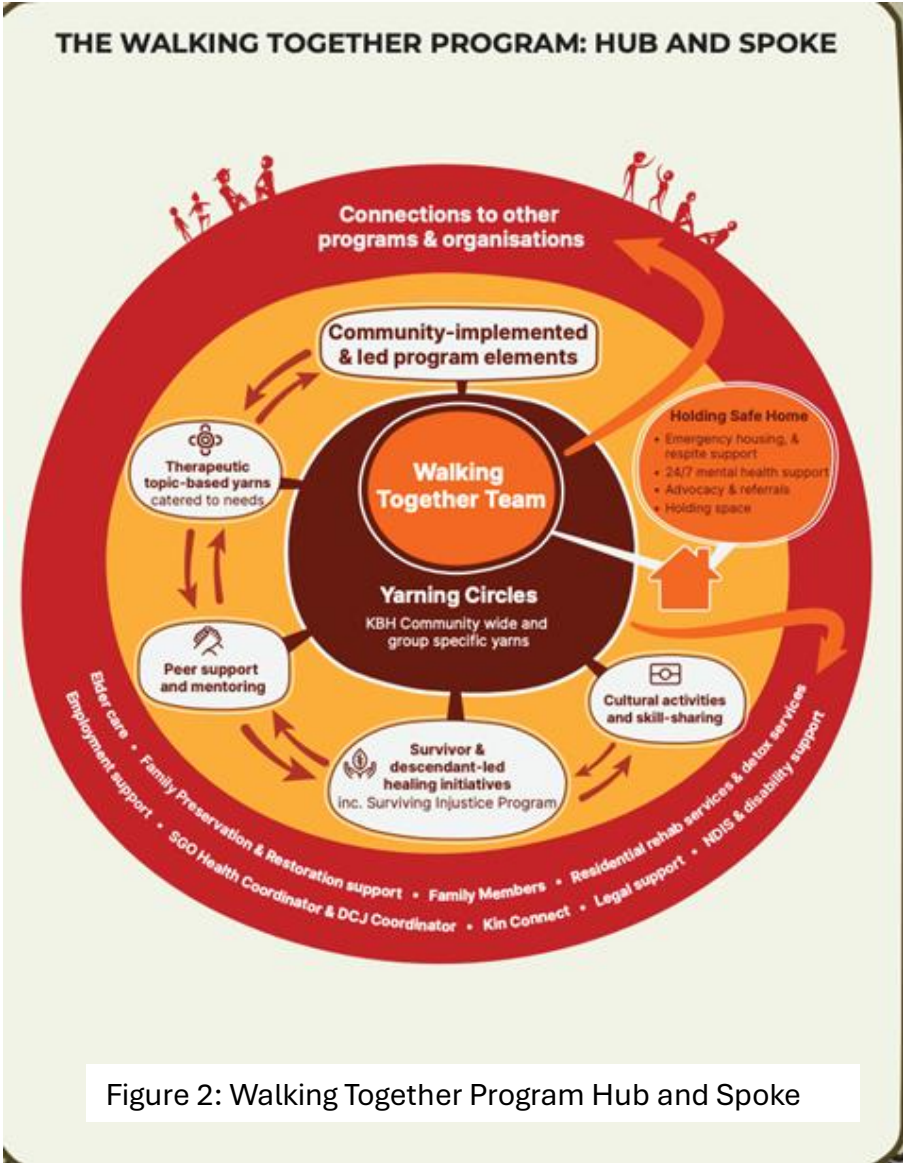 THE WALKING TOGETHER PROGRAM: HUB AND SPOKE
Connections to other
programs & organisations
Community-implemented
& led program elements
Holding Safe Home
• Emergency housing, &
respite support
• 24/7 mental health support
• Advocacy & referrals
• Holding space
Therapeutic
topic-based yarns
catered to needs
Walking
Together Team
Yarning Circles
KBH Community wide and
group specific yarns
Peer support
and mentoring
Cultural activities
and skill-sharing
Survivor &
descendant-led
healing initiatives
inc. Surviving Injustice Program
Elder care • Family Preservation & Restoration support • Family Members • Residential rehab services & detox services
Employment support • SGO Health Coordinator & DCJ Coordinator • Kin Connect • Legal support • NDIS & disability support
Figure 2: Walking Together Program Hub and Spoke